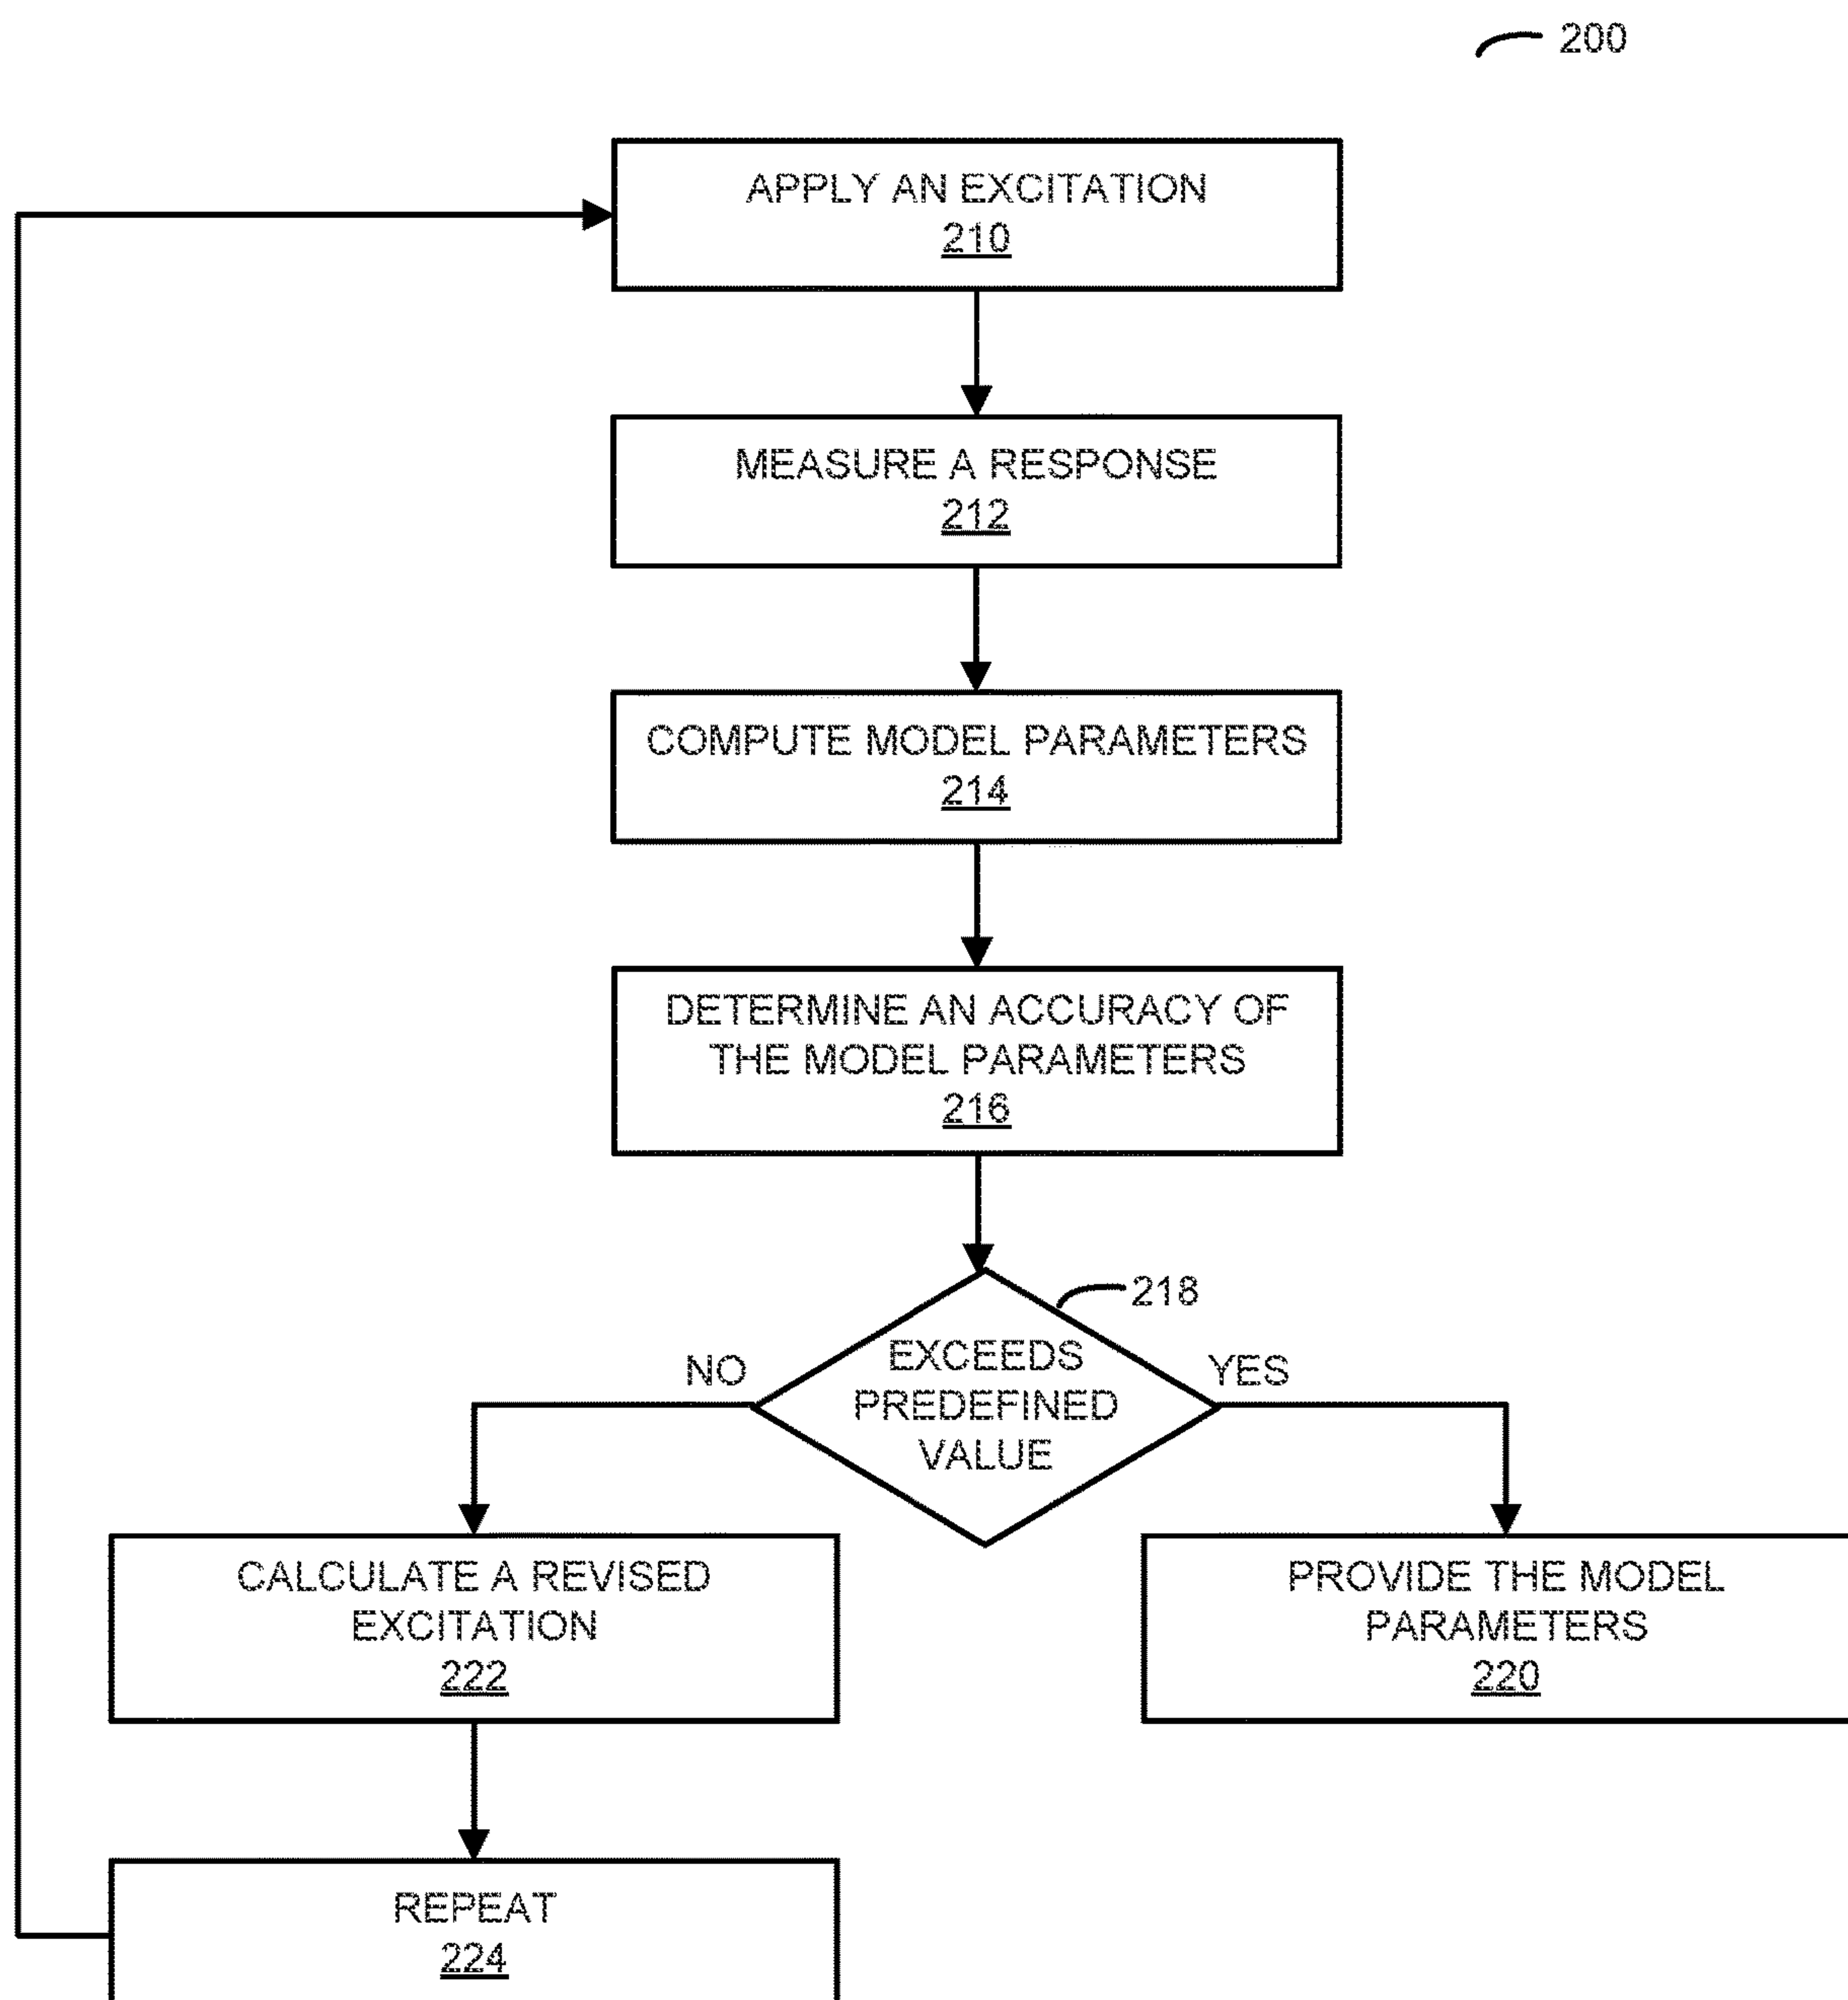 200
APPLY AN EXCITATION
210
MEASURE A RESPONSE
212
COMPUTE MODEL PARAMETERS
214
DETERMINE AN ACCURACY OF
THE MODEL PARAMETERS
216
218
EXCEEDS
PREDEFINED
VALUE
NO
YES
CALCULATE A REVISED
EXCITATION
222
PROVIDE THE MODEL
PARAMETERS
220
REPEAT
224